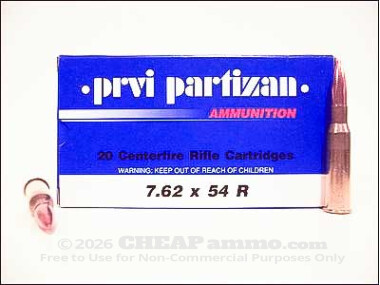 • prvi partizan •
AMMUNITION
20 Centerfire Rifle Cartridges
WARNING: KEEP OUT OF REACH OF CHILDREN
7.62 x 54 R
© 2026 CHEAPammo.com
Free to Use for Non-Commercial Purposes Only